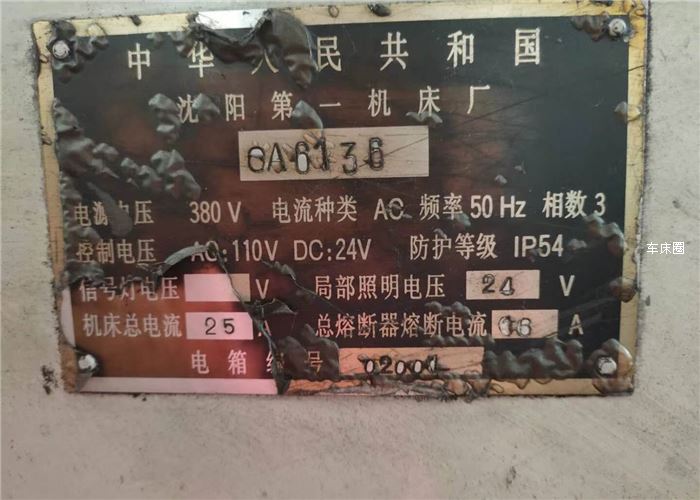 中华人民共和国
沈阳第一机床厂
CA6136
电源电压 380V 电流种类 AC 频率50Hz 相数3
控制电压 AC:110V DC:24V 防护等级 IP54
车床圈
信号灯电压 V 局部照明电压 24 V
机床总电流 25 A 总熔断器熔断电流 A
电箱编号 02001